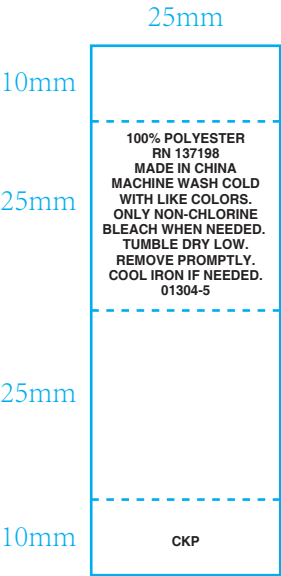 25mm
10mm
25mm
100% POLYESTER
RN 137198
MADE IN CHINA
MACHINE WASH COLD
WITH LIKE COLORS.
ONLY NON-CHLORINE
BLEACH WHEN NEEDED.
TUMBLE DRY LOW.
REMOVE PROMPTLY.
COOL IRON IF NEEDED.
01304-5
25mm
10mm
CKP